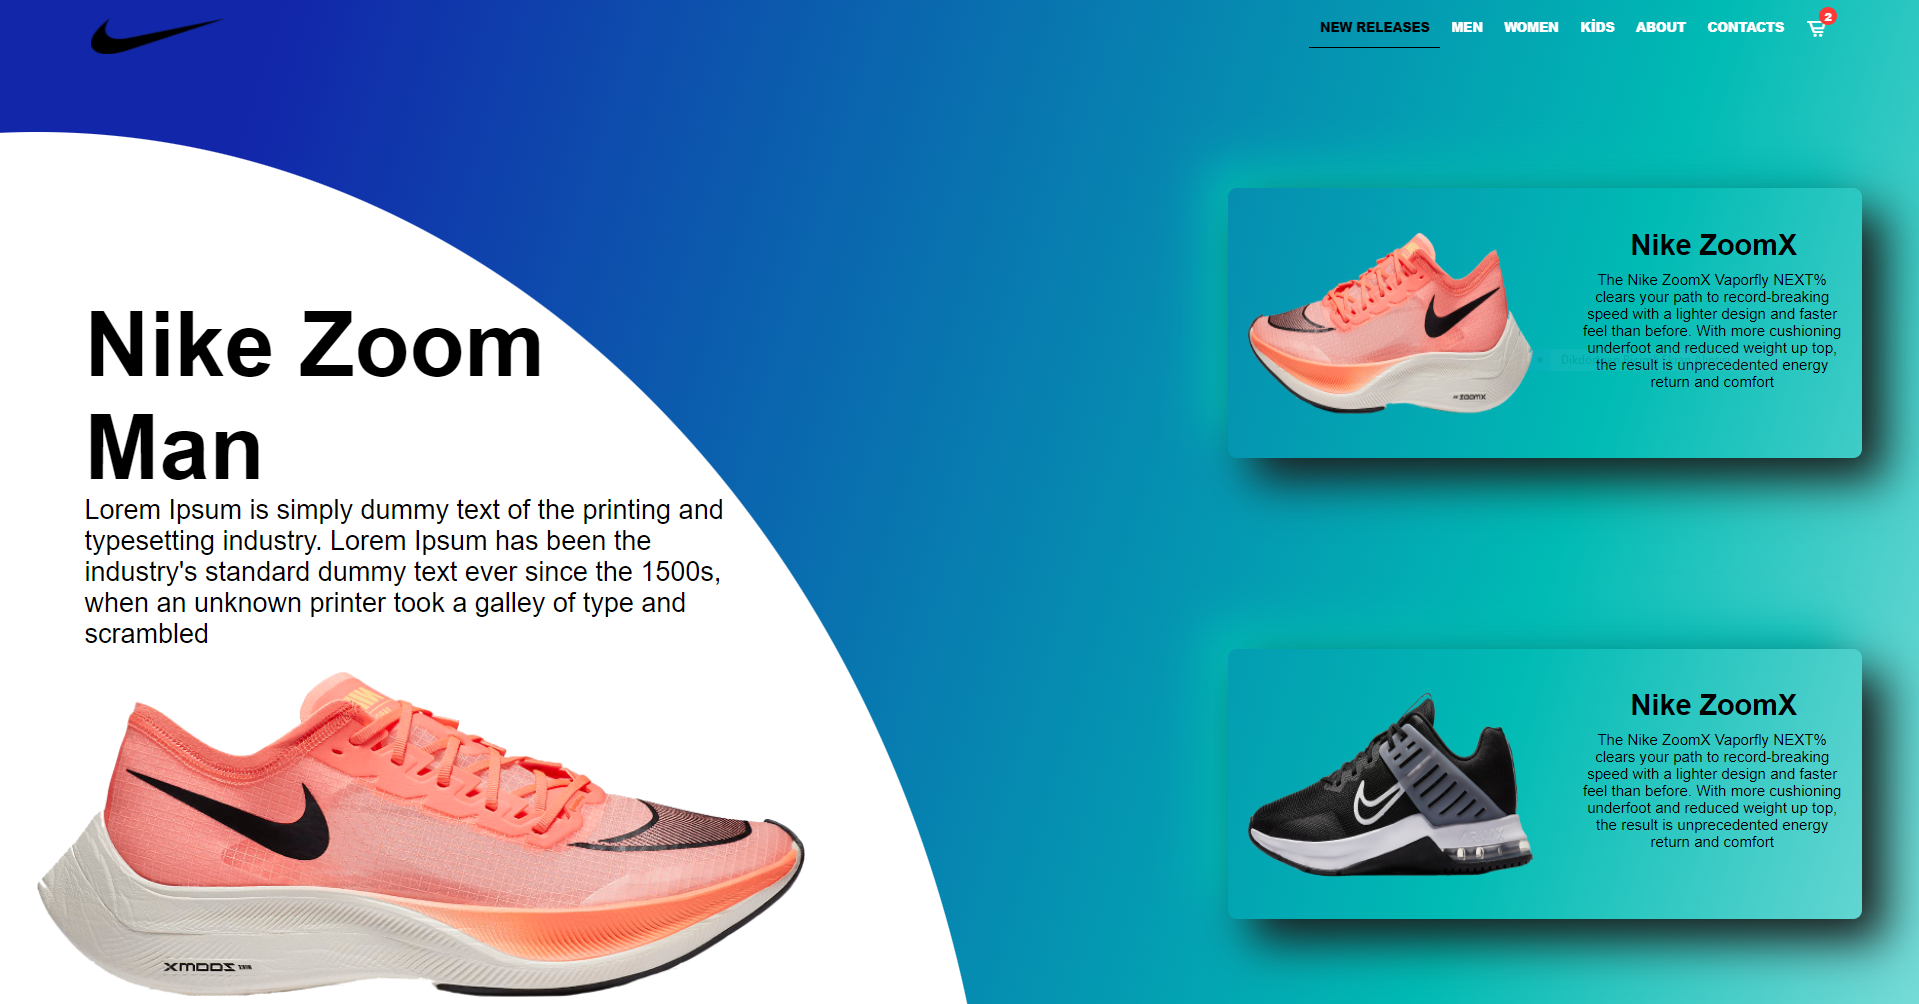 NEW RELEASES MEN WOMEN KİDS ABOUT CONTACTS 2
Nike Zoom
Man
Lorem Ipsum is simply dummy text of the printing and
typesetting industry. Lorem Ipsum has been the
industry's standard dummy text ever since the 1500s,
when an unknown printer took a galley of type and
scrambled
Nike ZoomX
The Nike ZoomX Vaporfly NEXT%
clears your path to record-breaking
speed with a lighter design and faster
feel than before. With more cushioning
underfoot and reduced weight up top,
the result is unprecedented energy
return and comfort
ZOOMX
Nike ZoomX
The Nike ZoomX Vaporfly NEXT%
clears your path to record-breaking
speed with a lighter design and faster
feel than before. With more cushioning
underfoot and reduced weight up top,
the result is unprecedented energy
return and comfort
ZOOMX